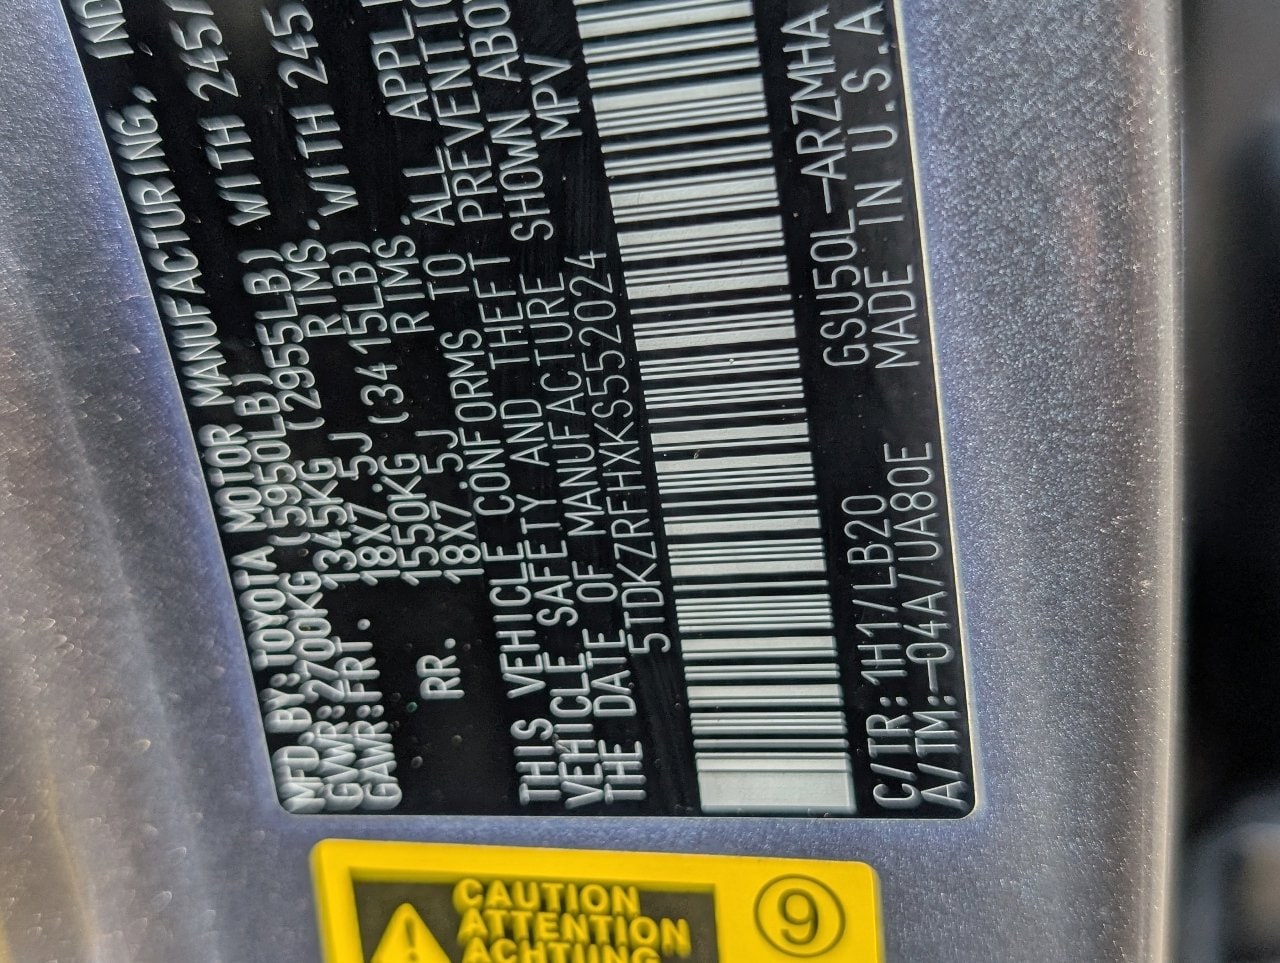 MFD BY:TOYOTA MOTOR MANUFACTURING, IND
GVWR:2700KG(5950LB)
GAWR:FRT. 1345KG (2955LB) WITH 245/
18X7.5J RIMS,
RR. 1550KG (3415LB) WITH 245
18X7.5J RIMS,
THIS VEHICLE CONFORMS TO ALL APPL
VEHICLE SAFETY AND THEFT PREVENTIO
THE DATE OF MANUFACTURE SHOWN ABO
5TDKZRFHXKS552024 MPV
C/TR: 1H1/LB20 GSU50L-ARZMHA
A/TM:-04A/UA80E MADE IN U.S.A
CAUTION
ATTENTION
ACHTUNG
9